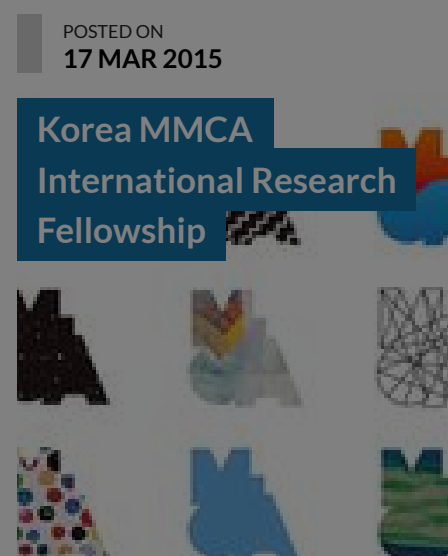 POSTED ON
17 MAR 2015
Korea MMCA
International Research
Fellowship